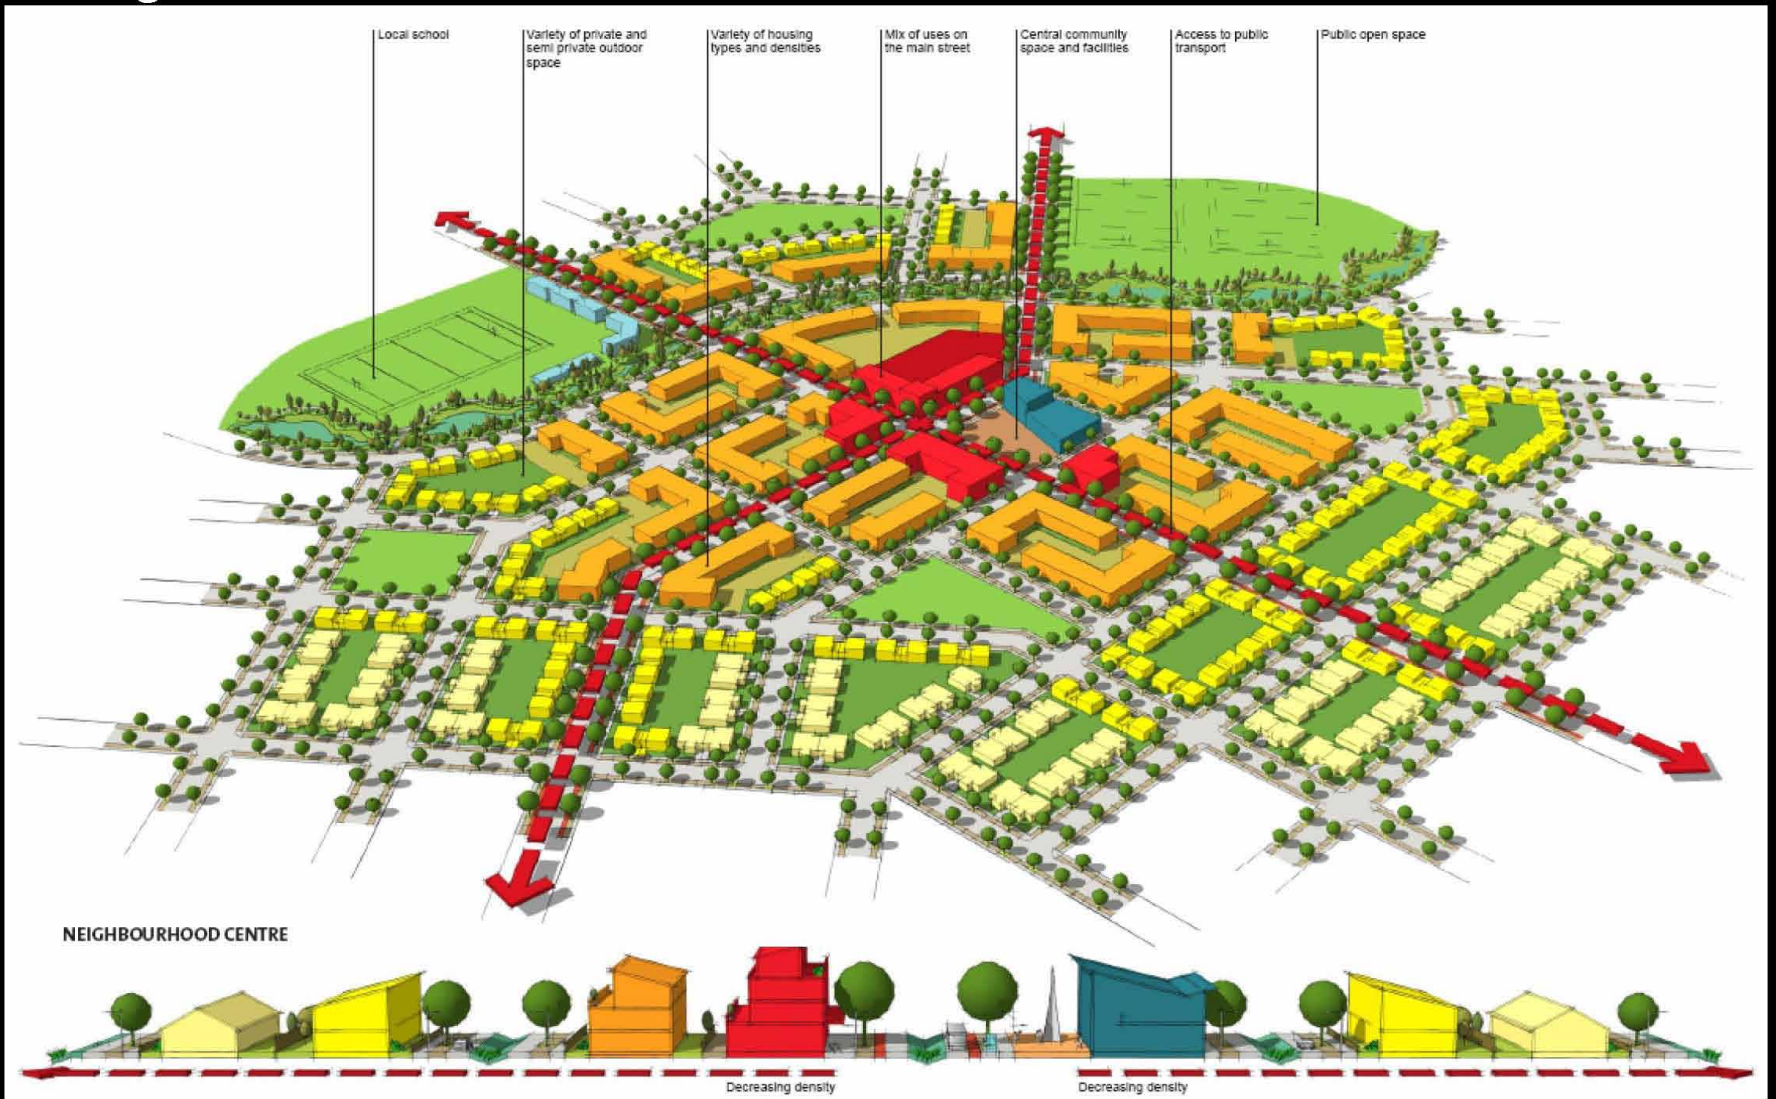 Local school
Variety of private and
semi private outdoor
space
Variety of housing
types and densities
Mix of uses on
the main street
Central community
space and facilities
Access to public
transport
Public open space
NEIGHBOURHOOD CENTRE
Decreasing density
Decreasing density